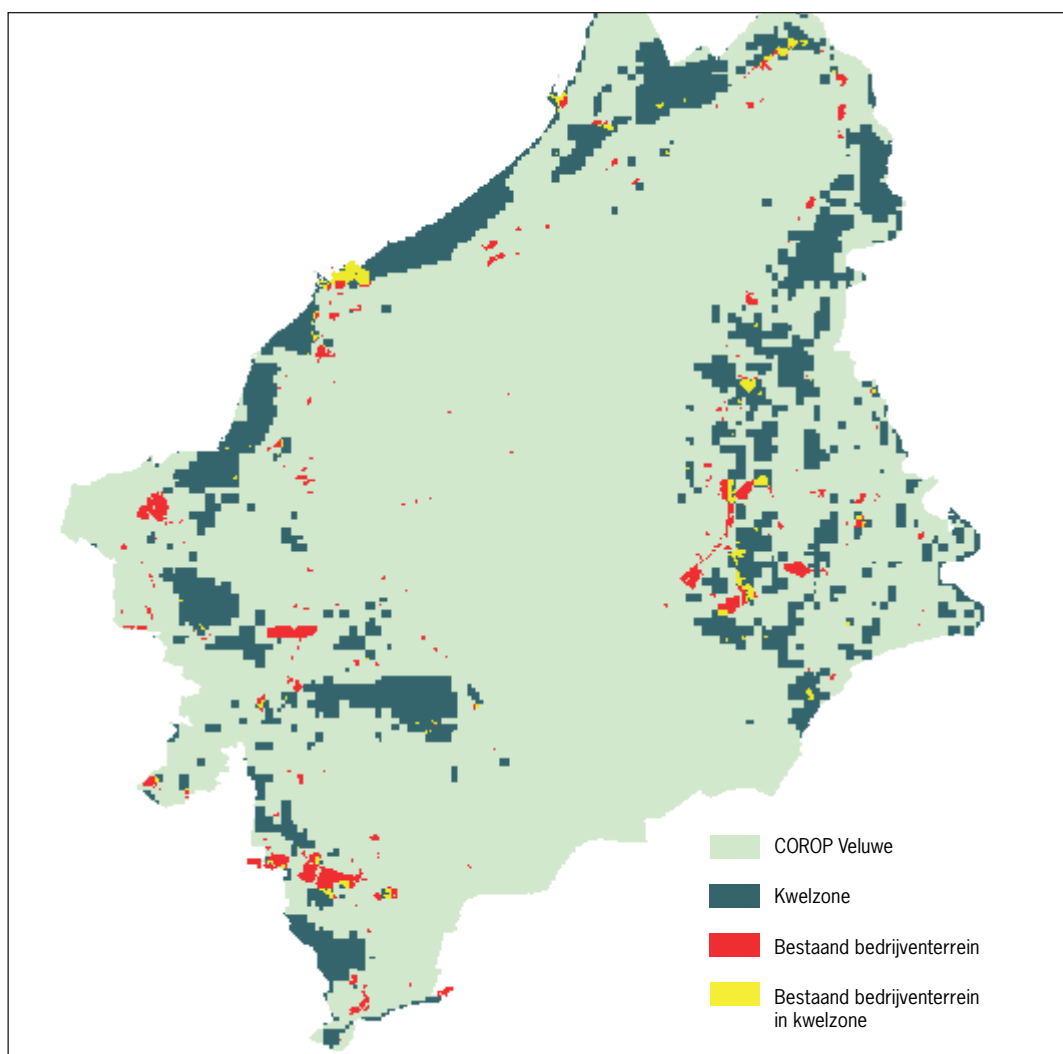 COROP Veluwe
Kwelzone
Bestaand bedrijventerrein
Bestaand bedrijventerrein
in kwelzone